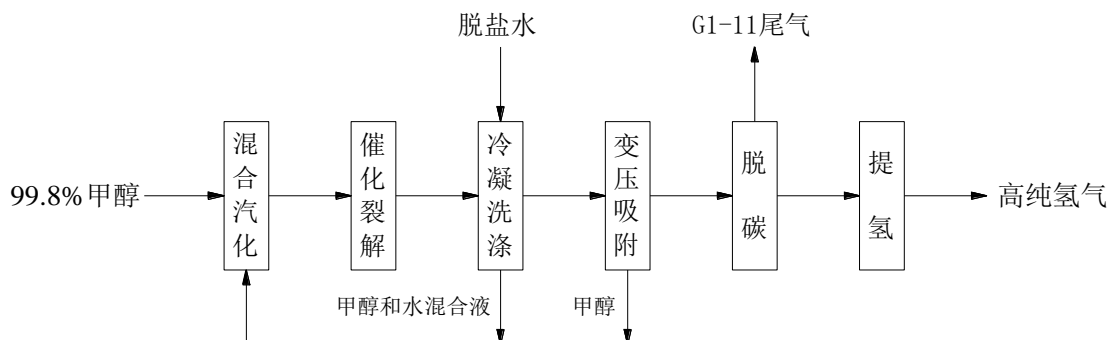 脱盐水
G1-11尾气
99.8%甲醇
混合汽化
催化裂解
冷凝洗涤
变压吸附
脱碳
提氢
高纯氢气
甲醇和水混合液
甲醇